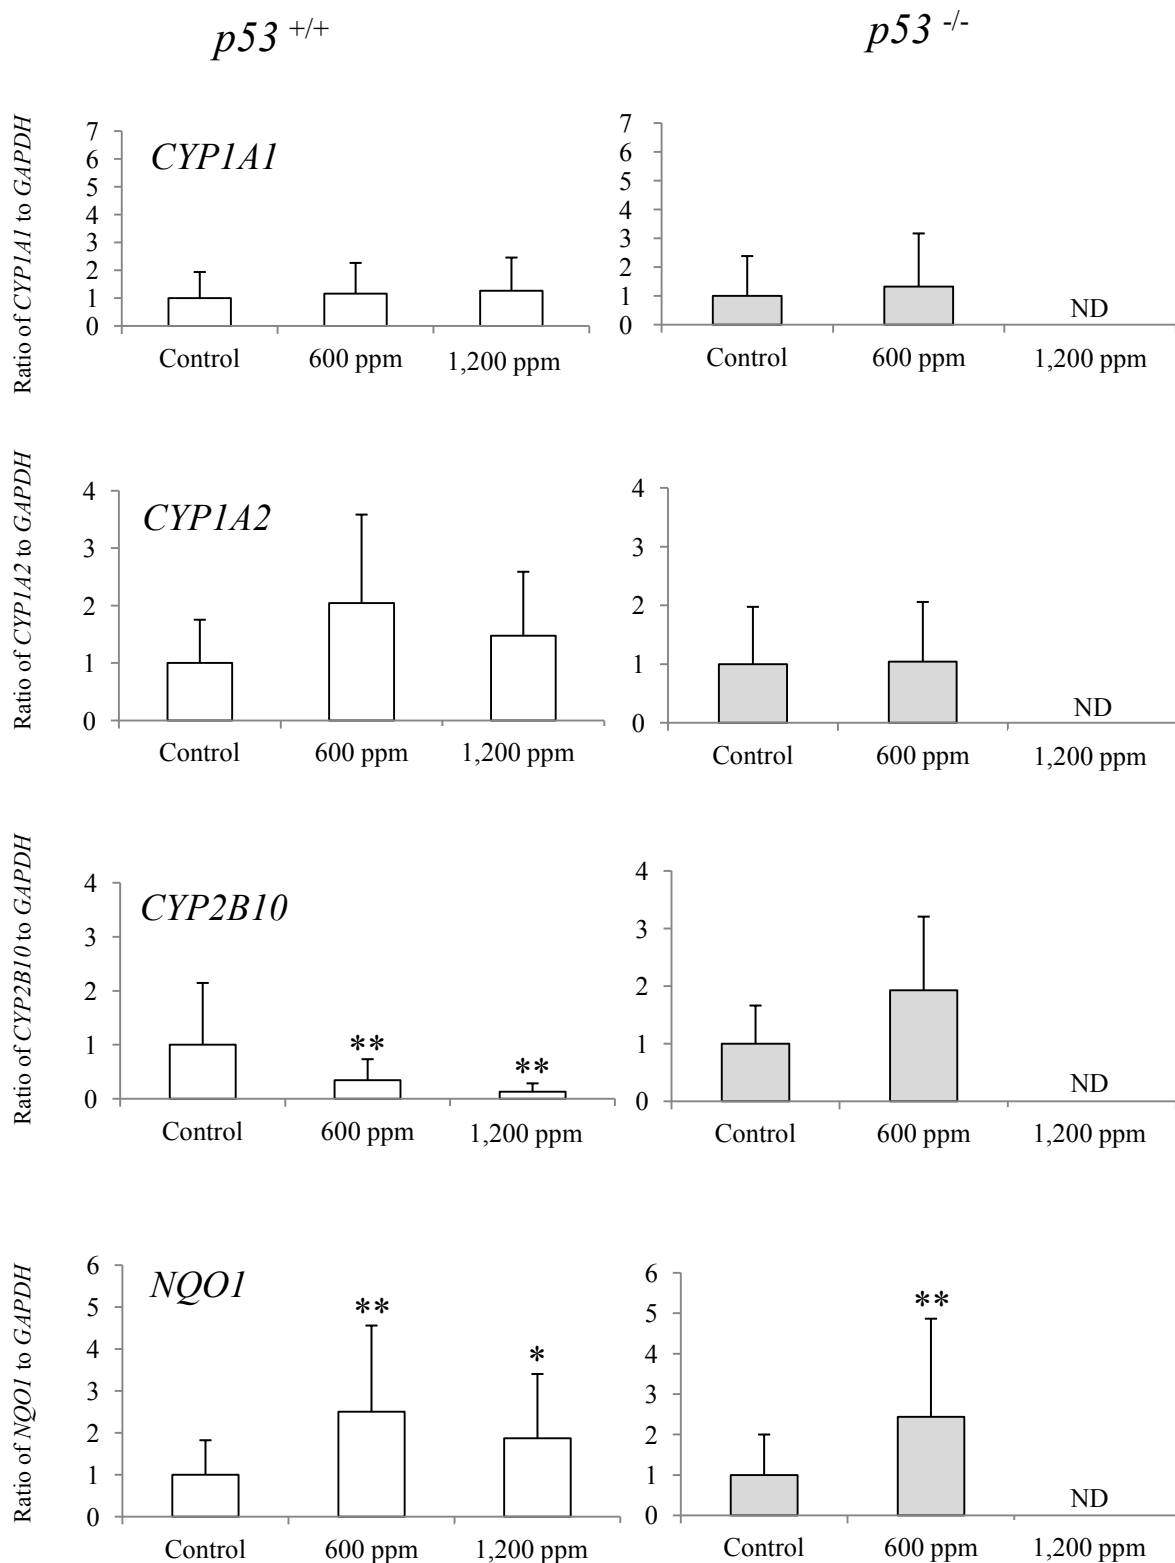 p53 +/+
p53 -/-
Ratio of CYP1A1 to GAPDH
7
6
5
4
3
2
1
0
CYP1A1
Control 600 ppm 1,200 ppm
7
6
5
4
3
2
1
0
ND
Control 600 ppm 1,200 ppm
Ratio of CYP1A2 to GAPDH
4
3
2
1
0
CYP1A2
Control 600 ppm 1,200 ppm
4
3
2
1
0
ND
Control 600 ppm 1,200 ppm
Ratio of CYP2B10 to GAPDH
4
3
2
1
0
CYP2B10
** **
Control 600 ppm 1,200 ppm
4
3
2
1
0
ND
Control 600 ppm 1,200 ppm
Ratio of NQO1 to GAPDH
6
5
4
3
2
1
0
NQO1
** *
Control 600 ppm 1,200 ppm
6
5
4
3
2
1
0
**
ND
Control 600 ppm 1,200 ppm